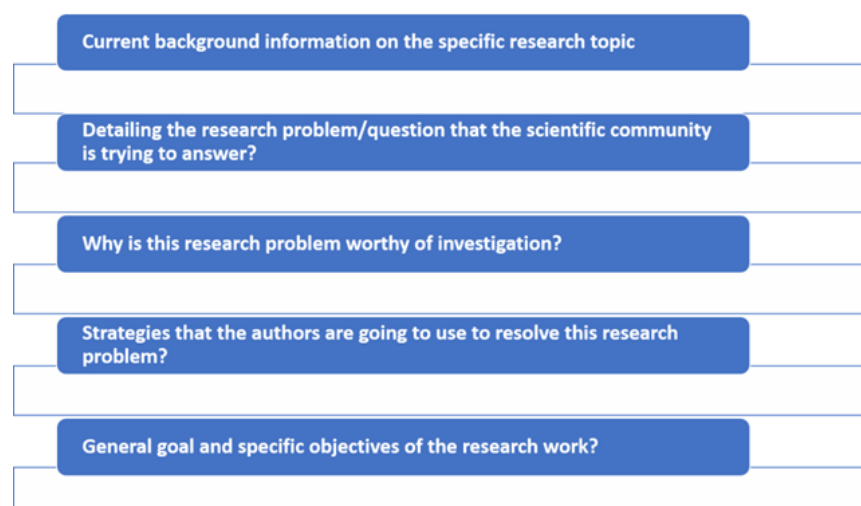 Current background information on the specific research topic
Detailing the research problem/question that the scientific community
is trying to answer?
Why is this research problem worthy of investigation?
Strategies that the authors are going to use to resolve this research
problem?
General goal and specific objectives of the research work?